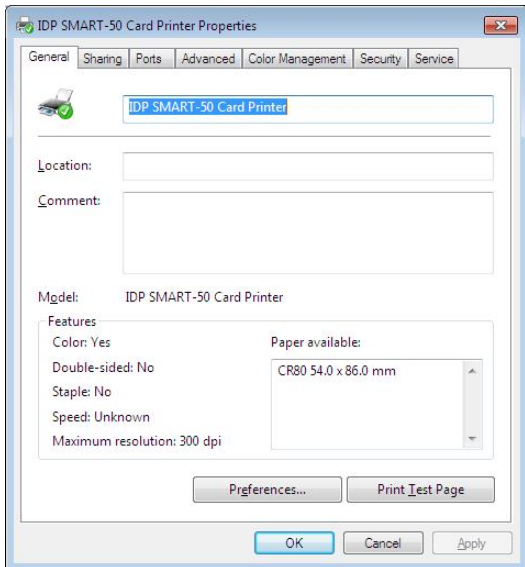 IDP SMART-50 Card Printer Properties
General Sharing Ports Advanced Color Management Security Service
IDP SMART-50 Card Printer
Location:
Comment:
Model: IDP SMART-50 Card Printer
Features
Color: Yes
Paper available:
Double-sided: No
CR80 54.0 x 86.0 mm
Staple: No
Speed: Unknown
Maximum resolution: 300 dpi
Preferences... Print Test Page
OK Cancel Apply